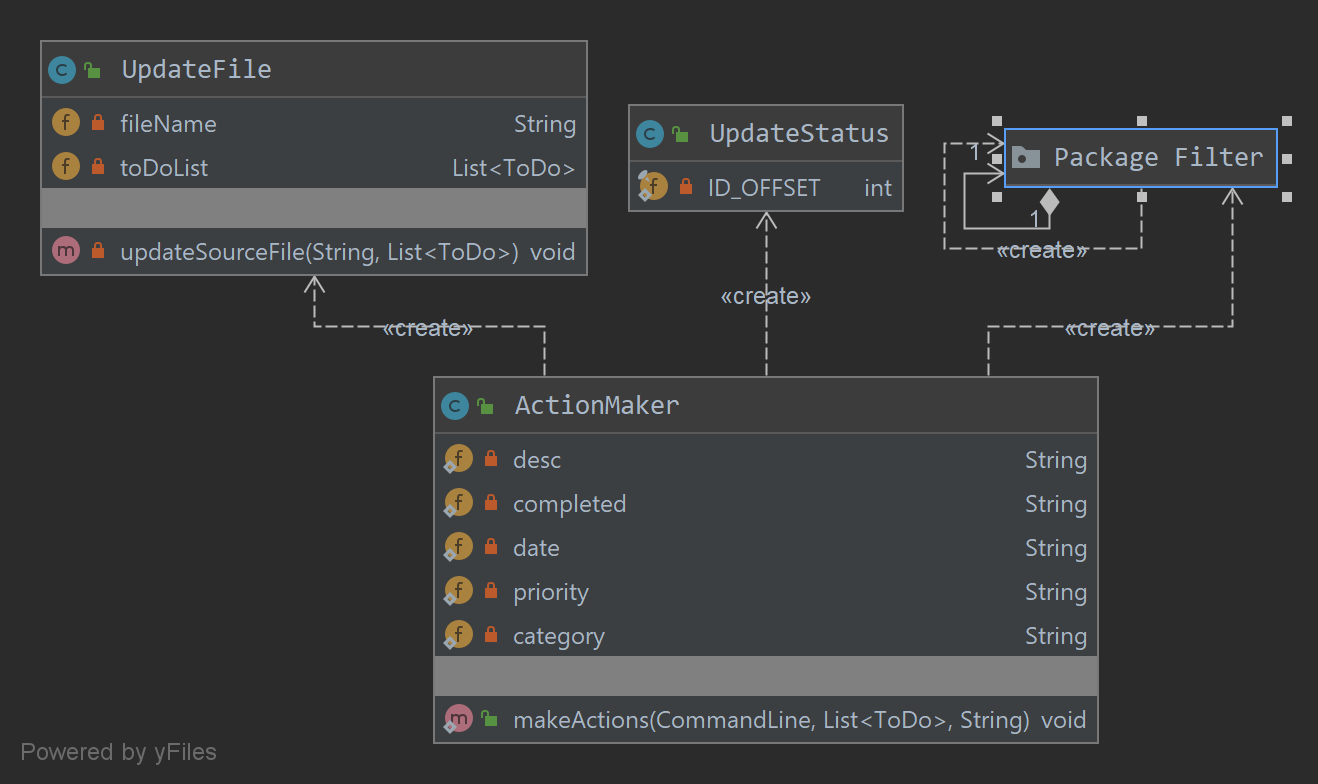 UpdateFile
fileName String
toDoList List<ToDo>
updateSourceFile(String, List<ToDo>) void
UpdateStatus
ID_OFFSET int
1
Package Filter
1
«create»
«create»
«create»
«create»
ActionMaker
desc String
completed String
date String
priority String
category String
makeActions(CommandLine, List<ToDo>, String) void
Powered by yFiles